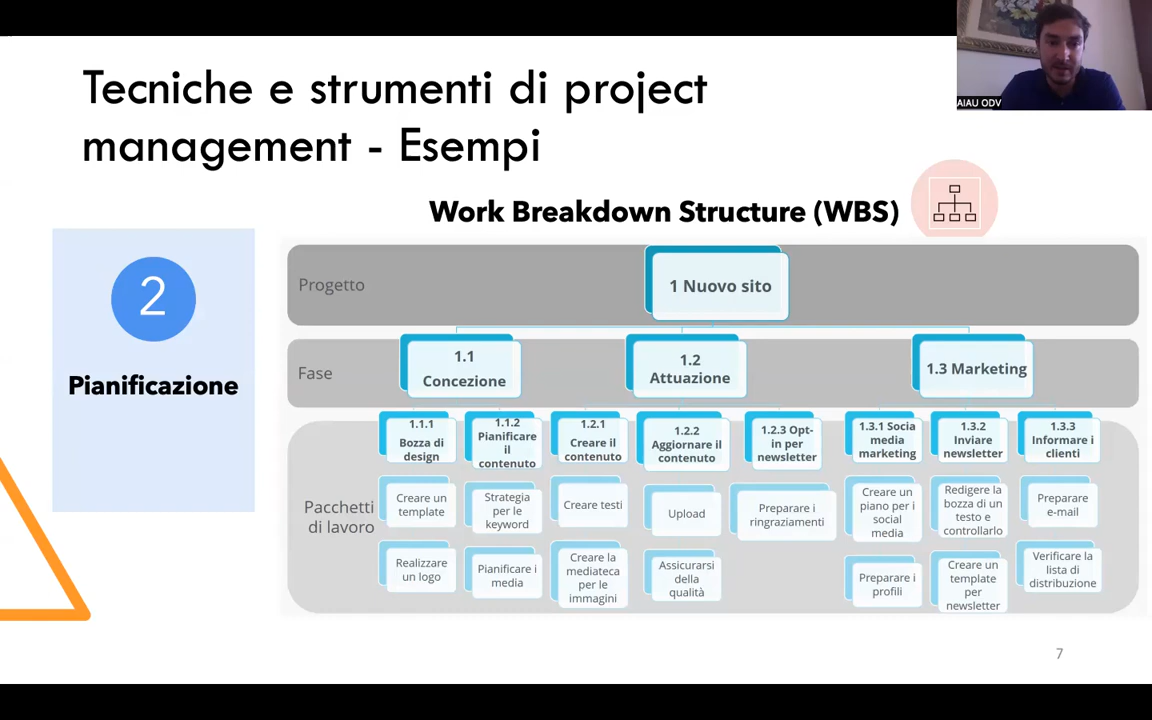 Tecniche e strumenti di project
management - Esempi
AIAU ODV
Work Breakdown Structure (WBS)
2
Pianificazione
Progetto
1 Nuovo sito
Fase
1.1
Concezione
1.2
Attuazione
1.3 Marketing
Pacchetti
di lavoro
1.1.1
Bozza di
design
1.1.2
Pianificare
il
contenuto
1.2.1
Creare il
contenuto
1.2.2
Aggiornare il
contenuto
1.2.3 Opt-
in per
newsletter
1.3.1 Socia
media
marketing
1.3.2
Inviare
newsletter
1.3.3
Informare i
clienti
Creare un
template
Strategia
per le
keyword
Creare testi
Upload
Preparare i
ringraziamenti
Creare un
piano per i
social
media
Redigere la
bozza di un
testo e
controllarlo
Preparare
e-mail
Realizzare
un logo
Pianificare i
media
Creare la
mediateca
per le
immagini
Assicurarsi
della
qualità
Preparare i
profili
Creare un
template
per
newsletter
Verificare la
lista di
distribuzione
7